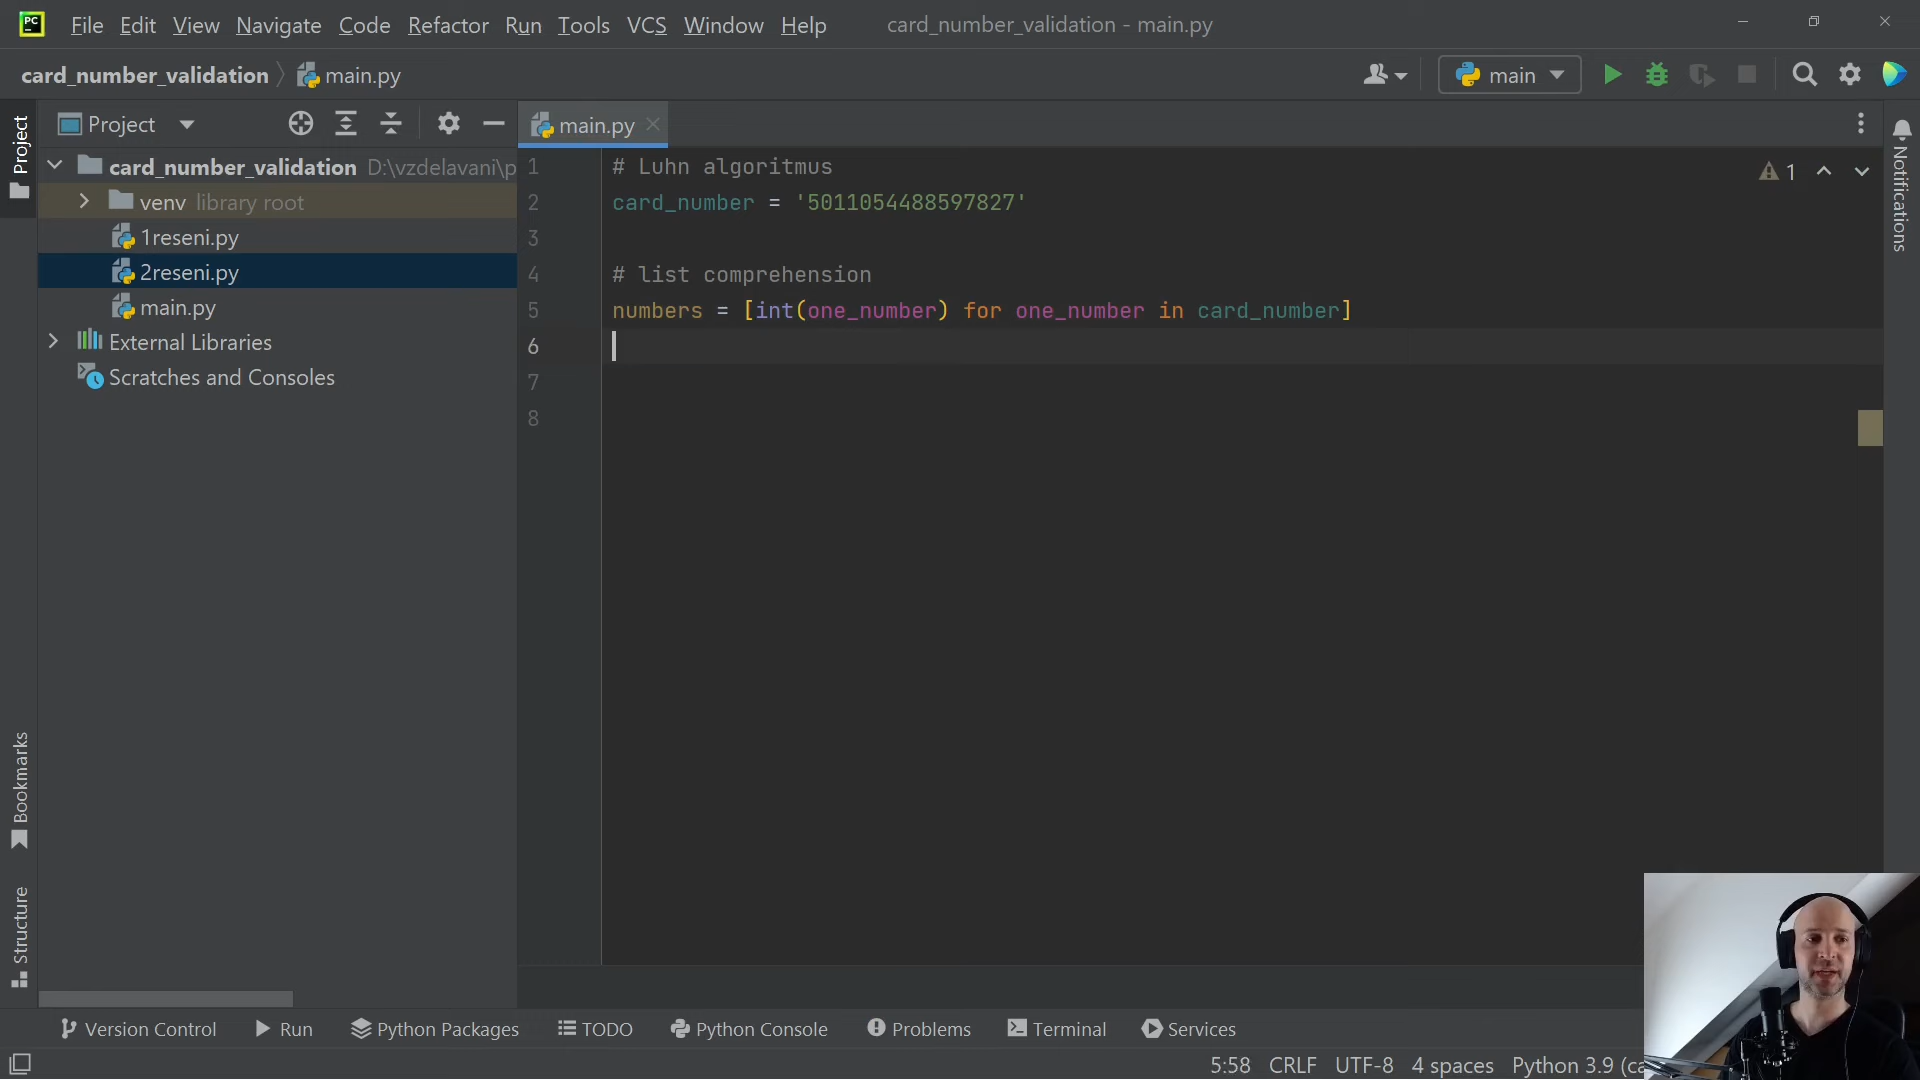 PC File Edit View Navigate Code Refactor Run Tools VCS Window Help card_number_validation - main.py
card_number_validation main.py main
Project
Project main.py
card_number_validation D:\vzdelavani\p
venv library root
1reseni.py
2reseni.py
main.py
External Libraries
Scratches and Consoles
1 # Luhn algoritmus
2 card_number = '5011054488597827'
3
4 # list comprehension
5 numbers = [int(one_number) for one_number in card_number]
6
7
8
1
Notifications
Bookmarks
Structure
Version Control Run Python Packages TODO Python Console Problems Terminal Services
5:58 CRLF UTF-8 4 spaces Python 3.9 (ca